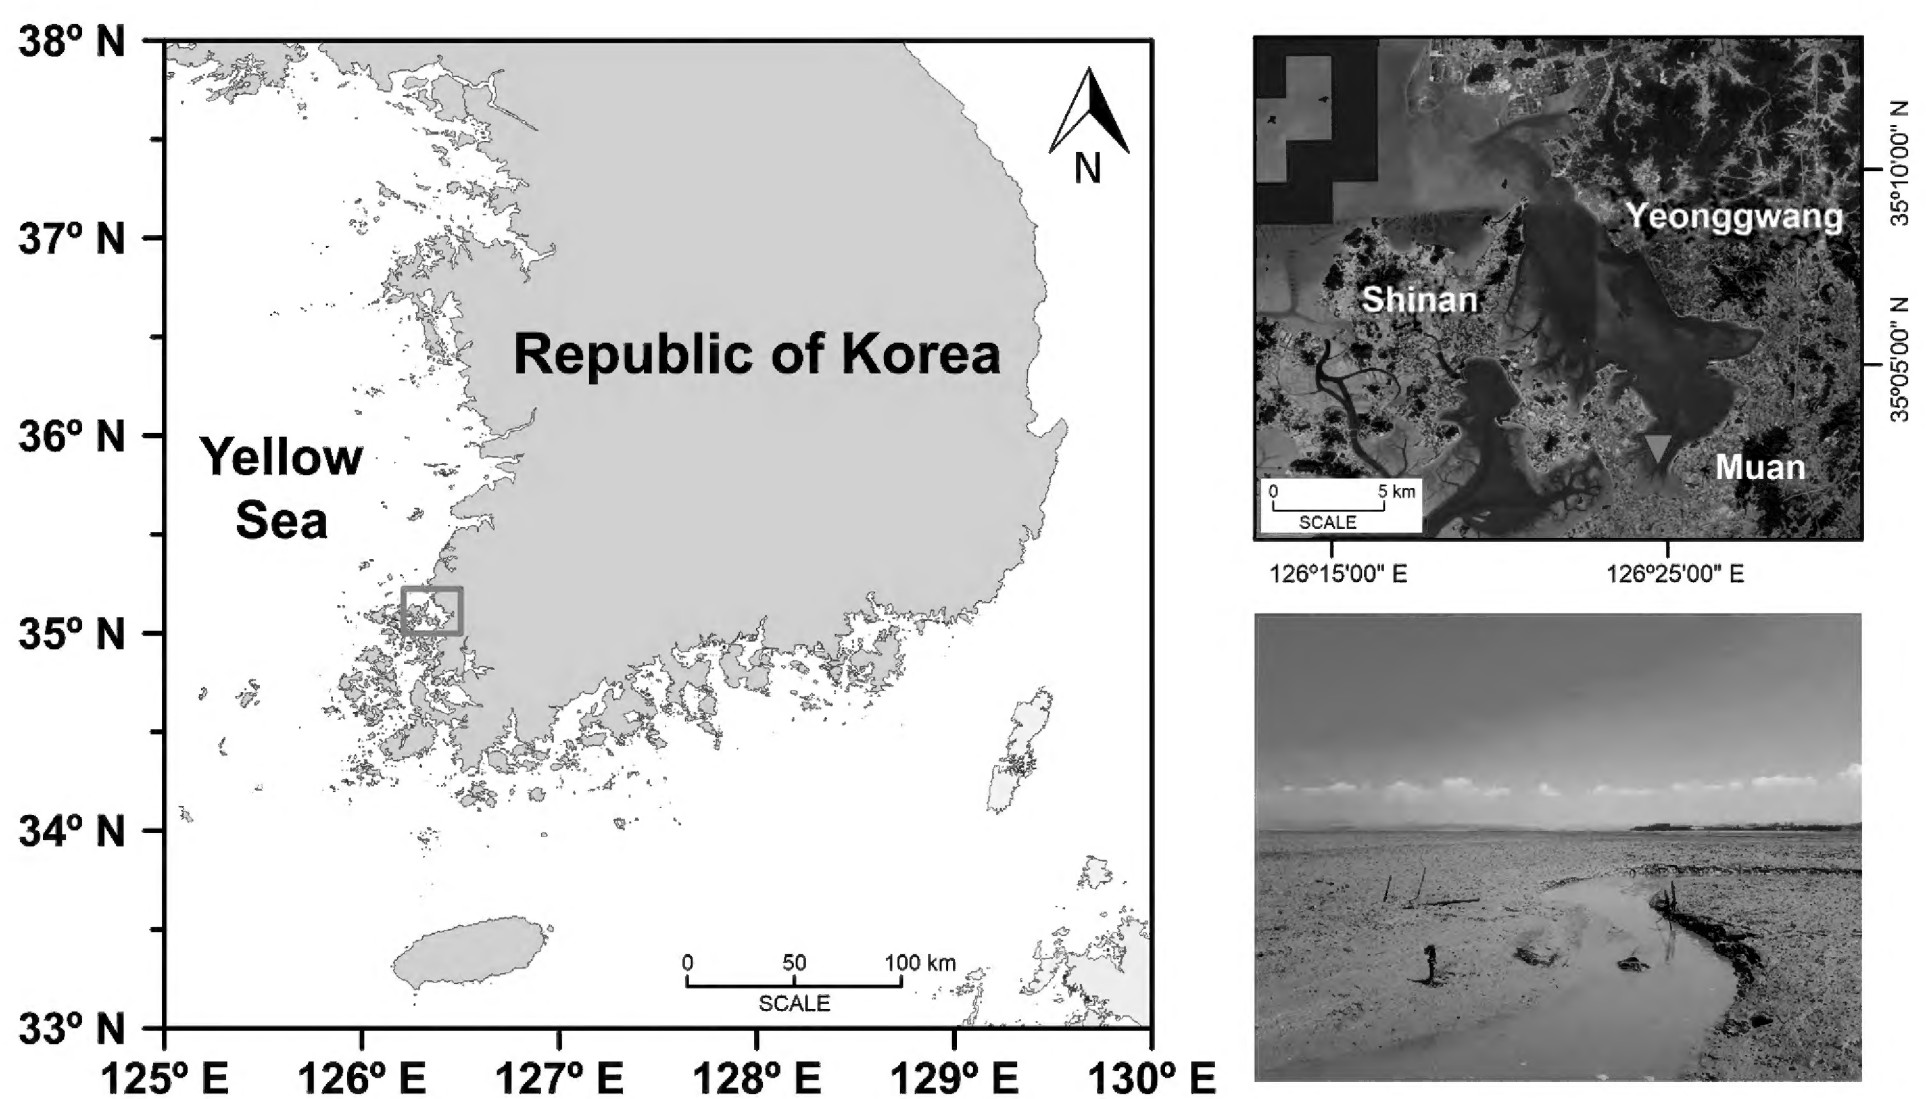 38º N
37º N
36º N
35º N
34º N
33º N
125º E
126º E
127º E
128º E
129º E
130º E
N
Republic of Korea
Yellow
Sea
0
50
100 km
SCALE
Yeonggwang
Shinan
Muan
0
5 km
SCALE
35º10'00" N
35º05'00" N
126º15'00" E
126º25'00" E